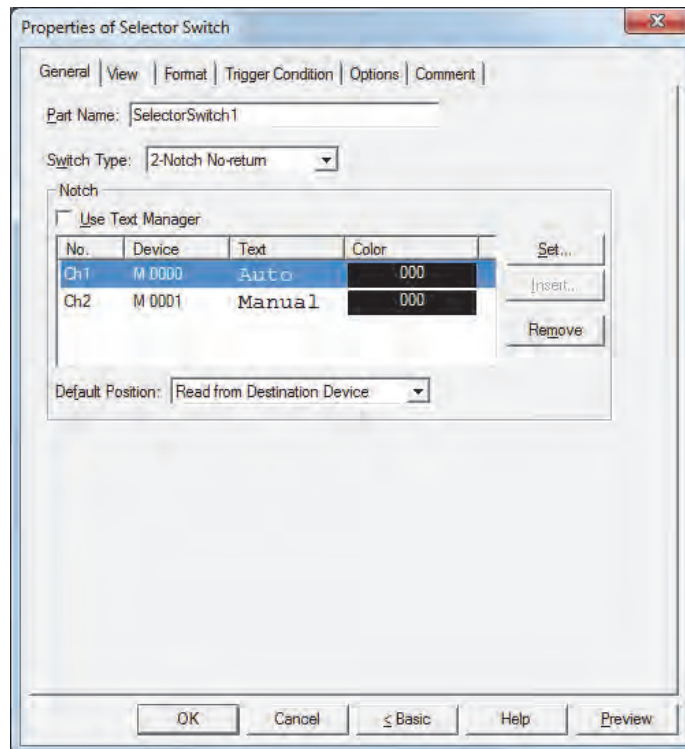 Properties of Selector Switch
General View Format Trigger Condition Options Comment
Part Name: SelectorSwitch1
Switch Type: 2-Notch No-return
Notch
Use Text Manager
No. Device Text Color
Ch1 M 0000 Auto 000
Ch2 M 0001 Manual 000
Set...
Insert...
Remove
Default Position: Read from Destination Device
OK Cancel < Basic Help Preview